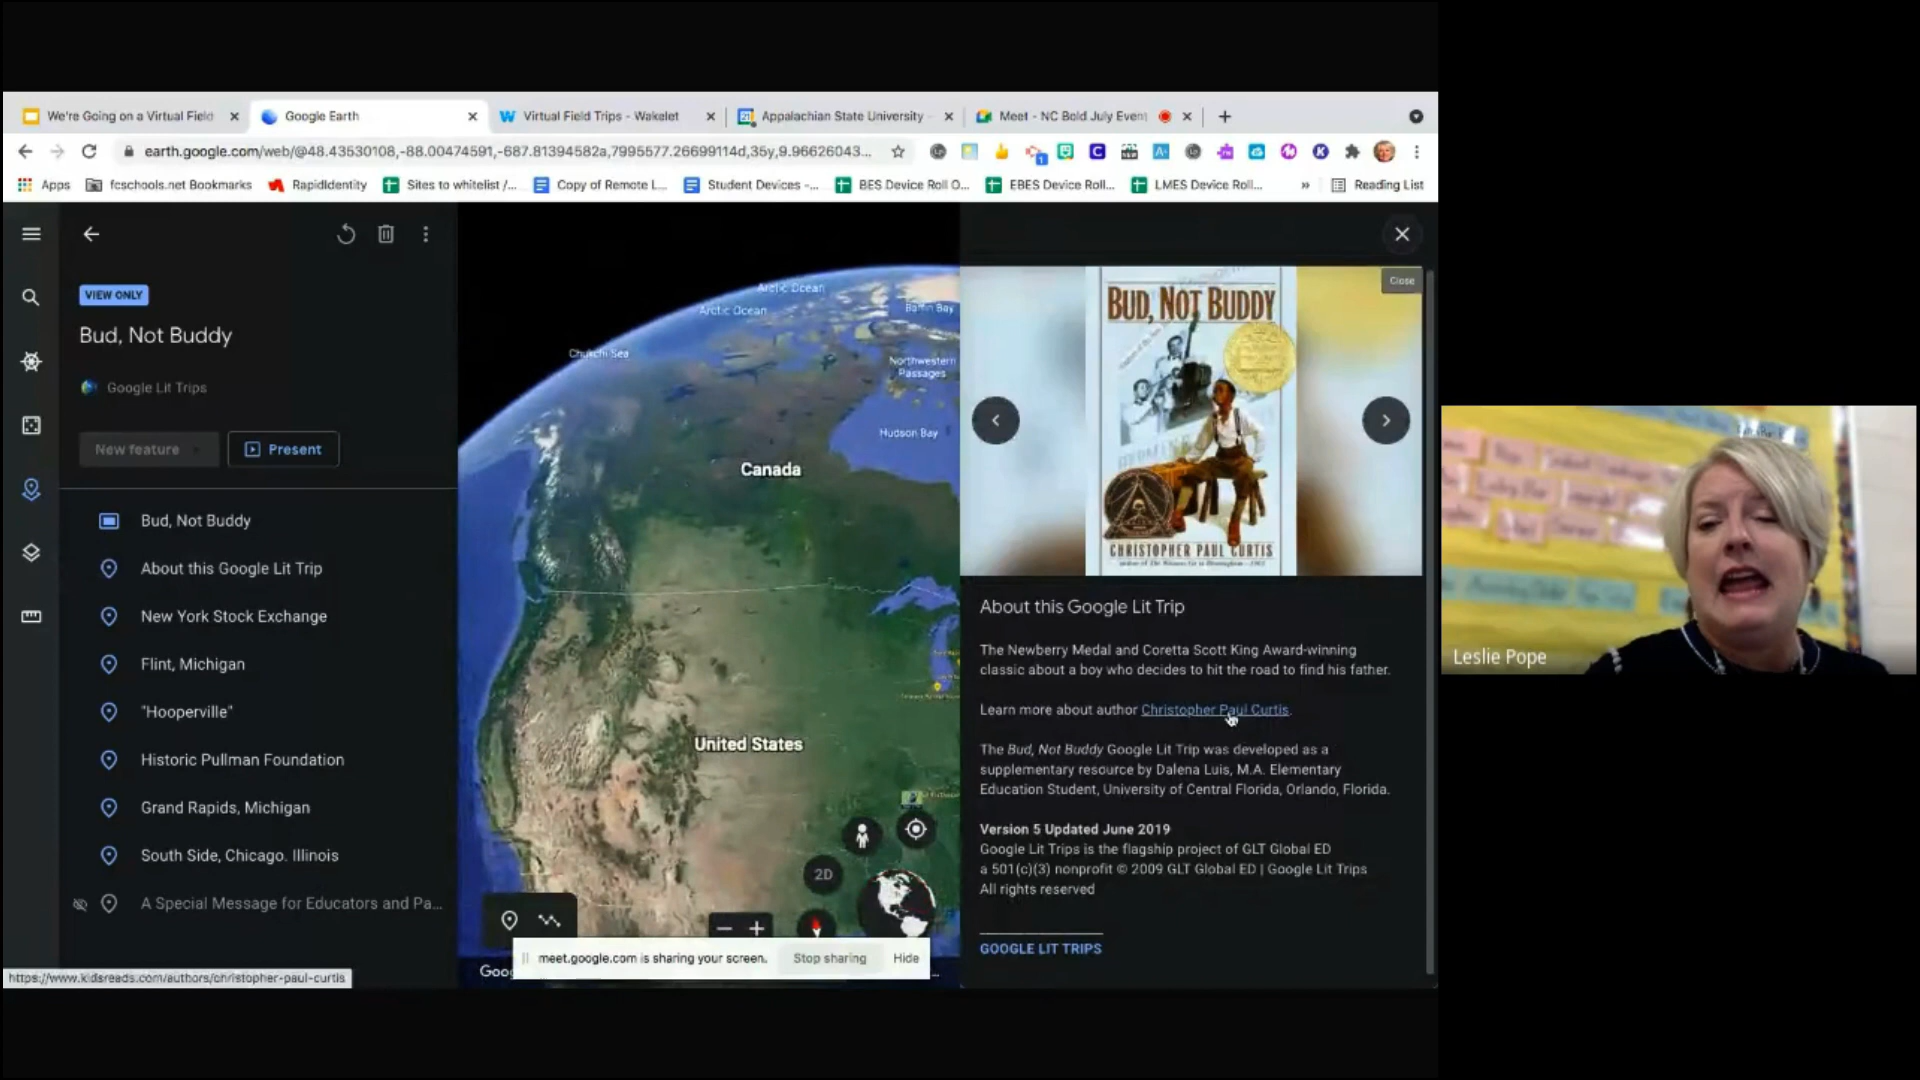 We're Going on a Virtual Field
Google Earth
Virtual Field Trips - Wakelet
Appalachian State University -
Meet - NC Bold July Event
earth.google.com/web/@48.43530108,-88.00474591,-687.81394582a,7995577.26699114d,35y,9.96626043...
Apps
fcschools.net Bookmarks
RapidIdentity
Sites to whitelist /...
Copy of Remote L...
Student Devices -...
BES Device Roll O...
EBES Device Roll...
LMES Device Roll...
»
Reading List
VIEW ONLY
Bud, Not Buddy
Google Lit Trips
New feature
Present
Bud, Not Buddy
About this Google Lit Trip
New York Stock Exchange
Flint, Michigan
"Hooperville"
Historic Pullman Foundation
Grand Rapids, Michigan
South Side, Chicago. Illinois
A Special Message for Educators and Pa...
https://www.kidsreads.com/authors/christopher-paul-curtis
Arctic Ocean
Arctic Ocean
Baffin Bay
Chukchi Sea
Northwestern
Passages
Hudson Bay
Canada
United States
2D
Goo
meet.google.com is sharing your screen.
Stop sharing
Hide
Close
BUD, NOT BUDDY
CHRISTOPHER PAUL CURTIS
About this Google Lit Trip
The Newberry Medal and Coretta Scott King Award-winning
classic about a boy who decides to hit the road to find his father.
Learn more about author Christopher Paul Curtis.
The Bud, Not Buddy Google Lit Trip was developed as a
supplementary resource by Dalena Luis, M.A. Elementary
Education Student, University of Central Florida, Orlando, Florida.
Version 5 Updated June 2019
Google Lit Trips is the flagship project of GLT Global ED
a 501(c)(3) nonprofit © 2009 GLT Global ED | Google Lit Trips
All rights reserved
GOOGLE LIT TRIPS
Leslie Pope